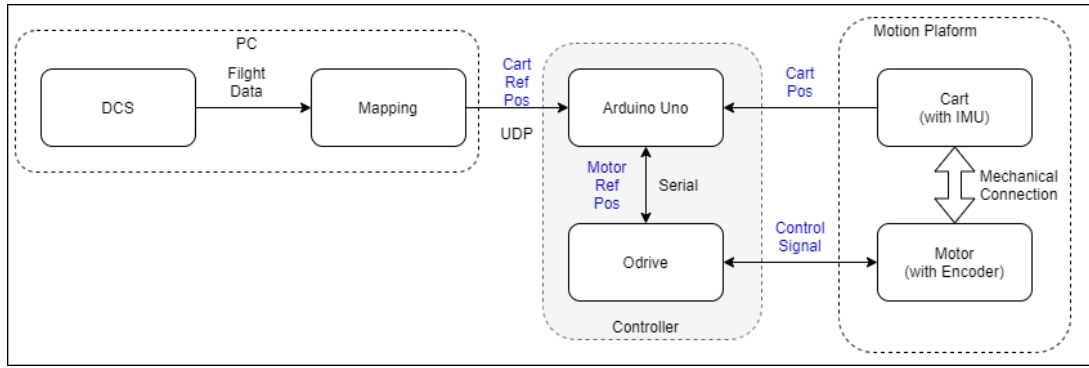 PC
DCS
Filght
Data
Mapping
Cart
Ref
Pos
UDP
Arduino Uno
Motor
Ref
Pos
Serial
Odrive
Controller
Cart
Pos
Control
Signal
Motion Plaform
Cart
(with IMU)
Mechanical
Connection
Motor
(with Encoder)